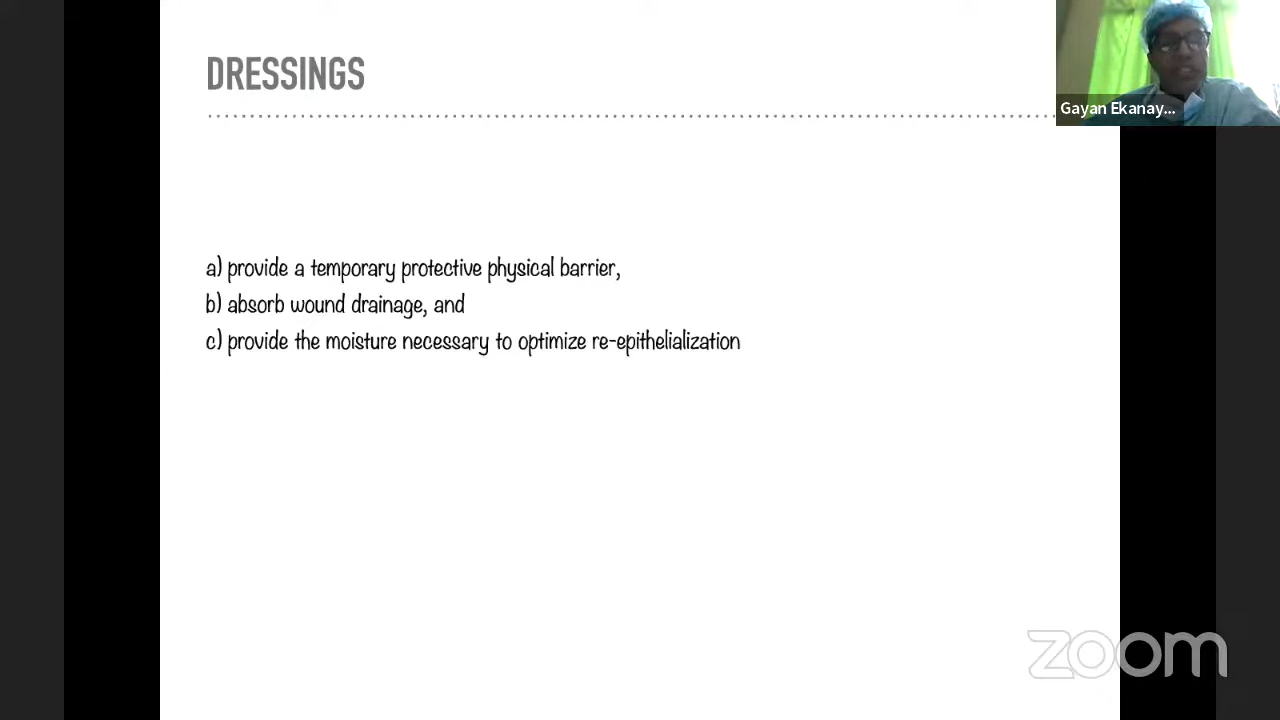 DRESSINGS
Gayan Ekanay...
a) provide a temporary protective physical barrier,
b) absorb wound drainage, and
c) provide the moisture necessary to optimize re-epithelialization
zoom